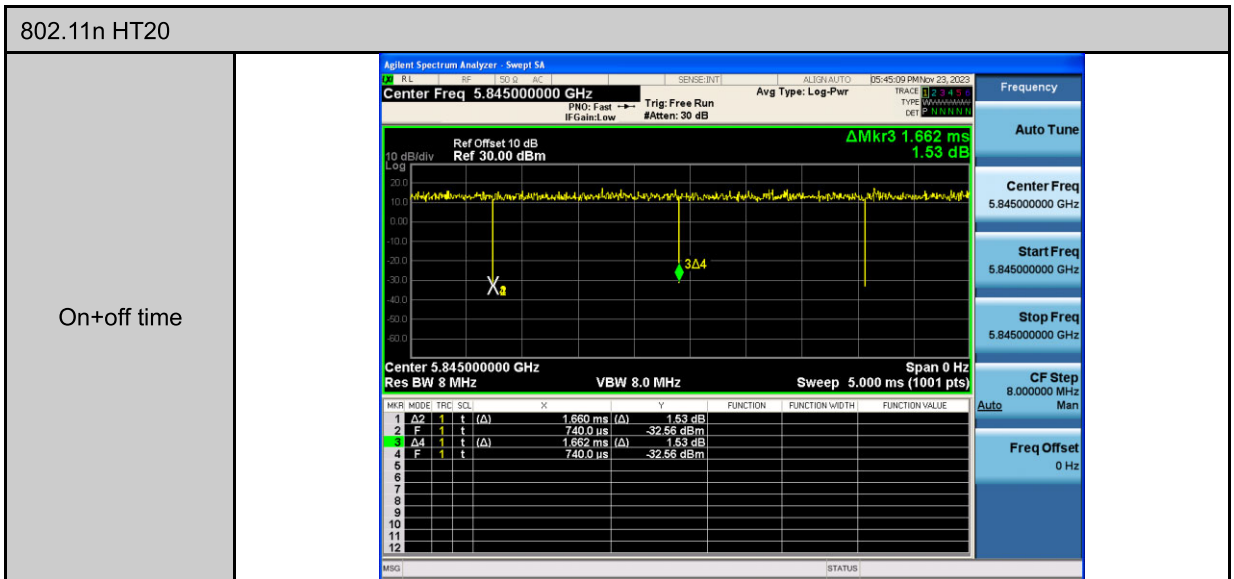 802.11n HT20
On+off time
Agilent Spectrum Analyzer - Swept SA
LXI RL RF 50 Ω AC SENSE:INT ALIGNAUTO 05:45:09 PM Nov 23, 2023
Center Freq 5.845000000 GHz
PNO: Fast
IFGain:Low
Trig: Free Run
#Atten: 30 dB
Avg Type: Log-Pwr
TRACE 1 2 3 4 5 6
TYPE
DET P N N N N N
ΔMkr3 1.662 ms
1.53 dB
Ref Offset 10 dB
10 dB/div Ref 30.00 dBm
Log
20.0
10.0
0.00
-10.0
-20.0
-30.0
-40.0
-50.0
-60.0
3Δ4
Center 5.845000000 GHz Span 0 Hz
Res BW 8 MHz VBW 8.0 MHz Sweep 5.000 ms (1001 pts)
MKR MODE TRC SCL X Y FUNCTION FUNCTION WIDTH FUNCTION VALUE
1 Δ2 1 t (Δ) 1.660 ms (Δ) 1.53 dB
2 F 1 t 740.0 µs -32.56 dBm
3 Δ4 1 t (Δ) 1.662 ms (Δ) 1.53 dB
4 F 1 t 740.0 µs -32.56 dBm
5
6
7
8
9
10
11
12
MSG STATUS
Frequency
Auto Tune
Center Freq
5.845000000 GHz
Start Freq
5.845000000 GHz
Stop Freq
5.845000000 GHz
CF Step
8.000000 MHz
Auto Man
Freq Offset
0 Hz